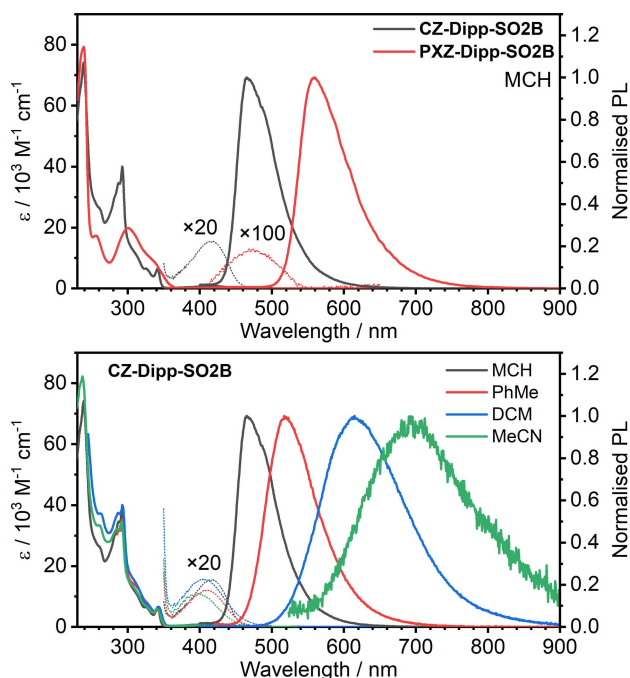 CZ-Dipp-SO2B
PXZ-Dipp-SO2B
MCH
×20
×100
ε / 10³ M⁻¹ cm⁻¹
80
60
40
20
0
Normalised PL
1.2
1.0
0.8
0.6
0.4
0.2
0.0
300 400 500 600 700 800 900
Wavelength / nm
CZ-Dipp-SO2B
MCH
PhMe
DCM
MeCN
×20
ε / 10³ M⁻¹ cm⁻¹
80
60
40
20
0
Normalised PL
1.2
1.0
0.8
0.6
0.4
0.2
0.0
300 400 500 600 700 800 900
Wavelength / nm